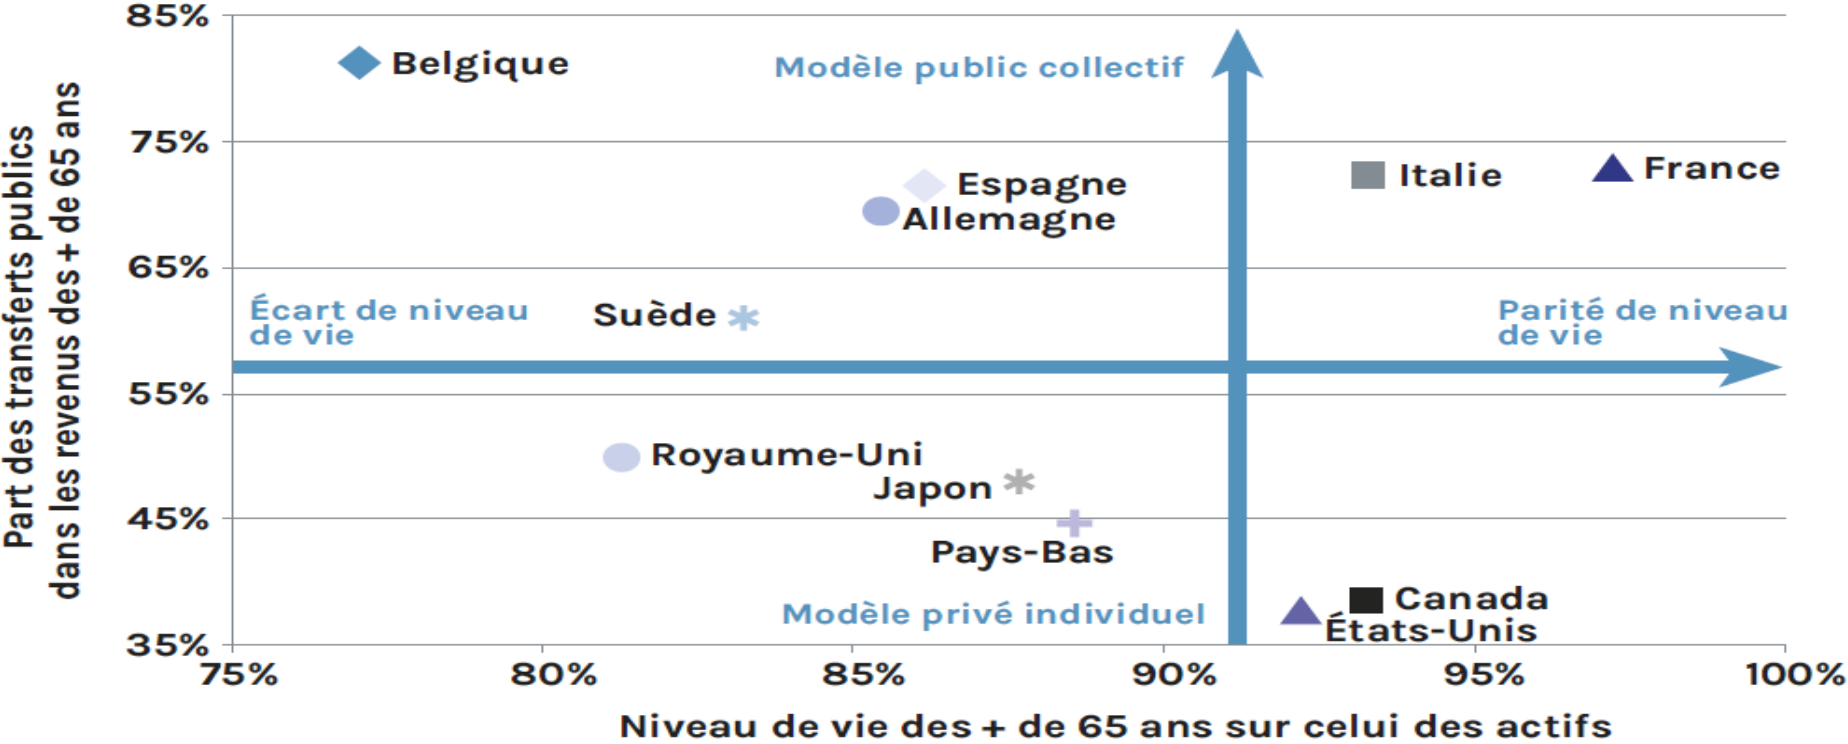 Part des transferts publics
dans les revenus des + de 65 ans
85%
75%
65%
55%
45%
35%
Belgique
Modèle public collectif
Italie
France
Espagne
Allemagne
Écart de niveau
de vie
Suède
Parité de niveau
de vie
Royaume-Uni
Japon
Pays-Bas
Modèle privé individuel
Canada
États-Unis
75%
80%
85%
90%
95%
100%
Niveau de vie des + de 65 ans sur celui des actifs